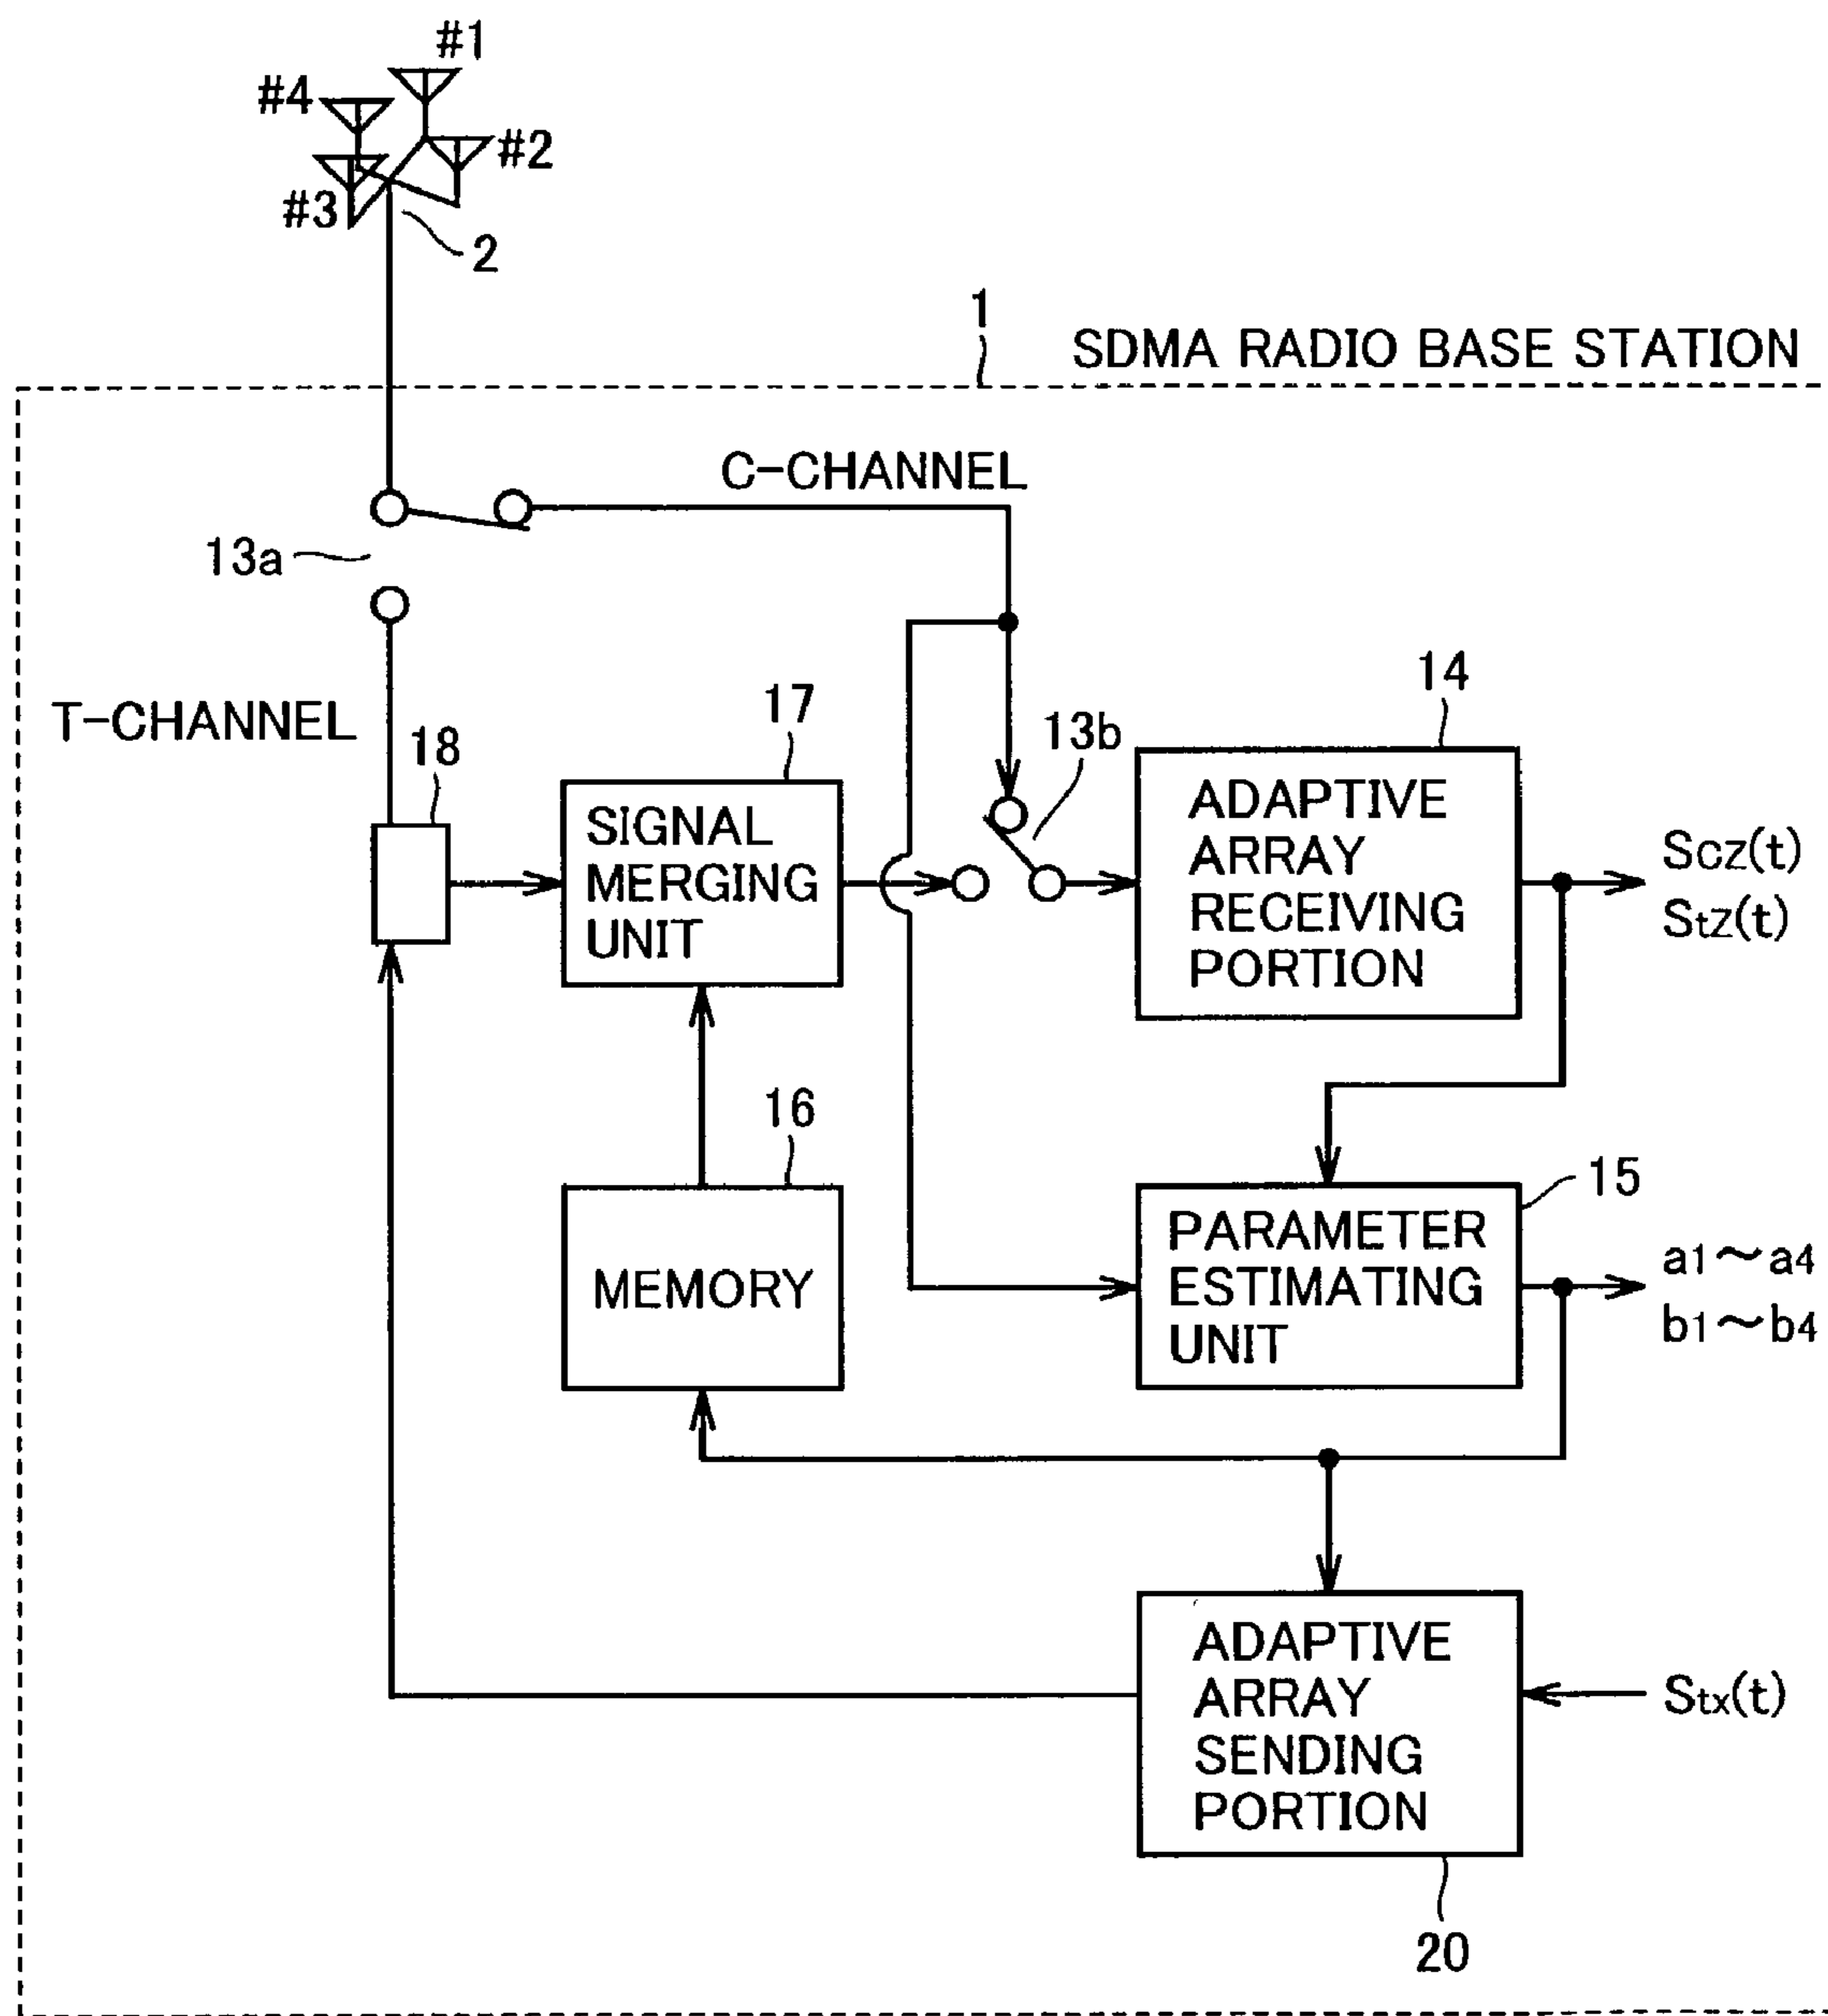 #1
#4
#2
#3
2
1
SDMA RADIO BASE STATION
C-CHANNEL
13a
T-CHANNEL
18
17
13b
14
SIGNAL
MERGING
UNIT
ADAPTIVE
ARRAY
RECEIVING
PORTION
Scz(t)
Stz(t)
16
MEMORY
15
PARAMETER
ESTIMATING
UNIT
a1~a4
b1~b4
ADAPTIVE
ARRAY
SENDING
PORTION
Stx(t)
20